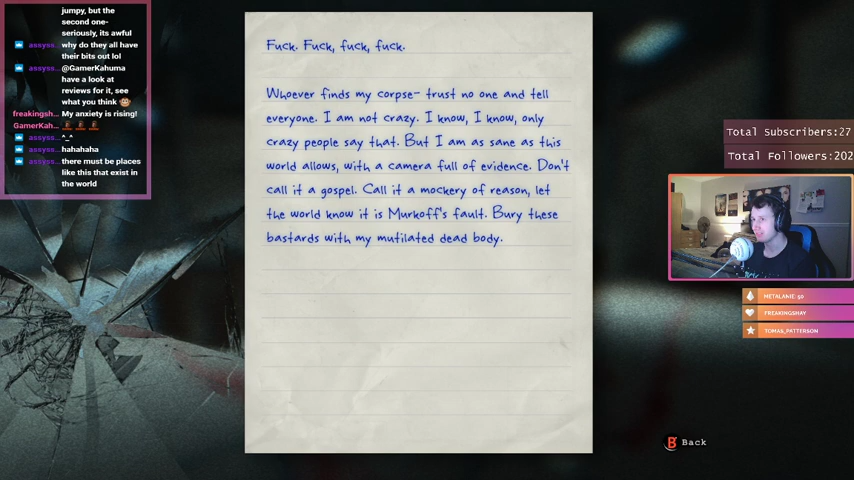 jumpy, but the
second one-
seriously, its awful
assyss... why do they all have
their bits out lol
assyss... @GamerKahuma
have a look at
reviews for it, see
what you think
freakingsh... My anxiety is rising!
GamerKah...
assyss... ^_^
assyss... hahahaha
assyss... there must be places
like this that exist in
the world
Fuck. Fuck, fuck, fuck.
Whoever finds my corpse- trust no one and tell
everyone. I am not crazy. I know, I know, only
crazy people say that. But I am as sane as this
world allows, with a camera full of evidence. Don't
call it a gospel. Call it a mockery of reason, let
the world know it is Murkoff's fault. Bury these
bastards with my mutilated dead body.
Total Subscribers:27
Total Followers:202
METALANIE: 90
FREAKINGSHAY
TOMAS_PATTERSON
B Back